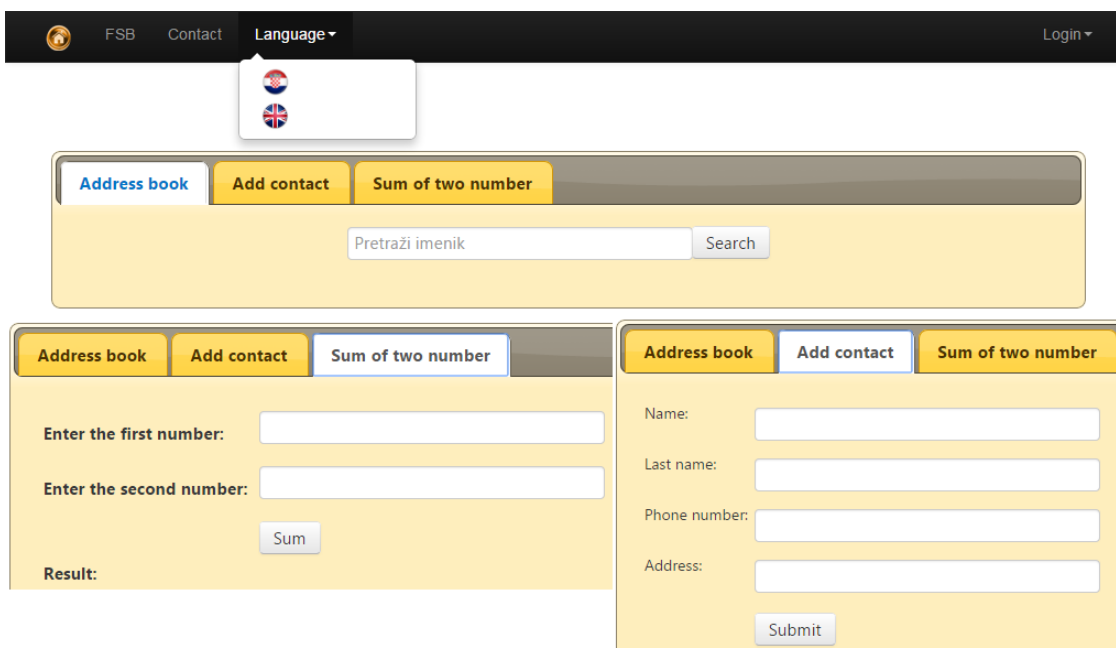 FSB Contact Language Login
Address book Add contact Sum of two number
Pretraži imenik Search
Address book Add contact Sum of two number
Enter the first number:
Enter the second number:
Sum
Result:
Address book Add contact Sum of two number
Name:
Last name:
Phone number:
Address:
Submit